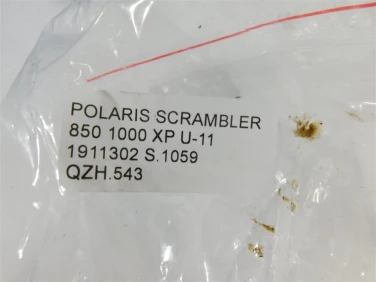 POLARIS SCRAMBLER
850 1000 XP U-11
1911302 S.1059
QZH.543